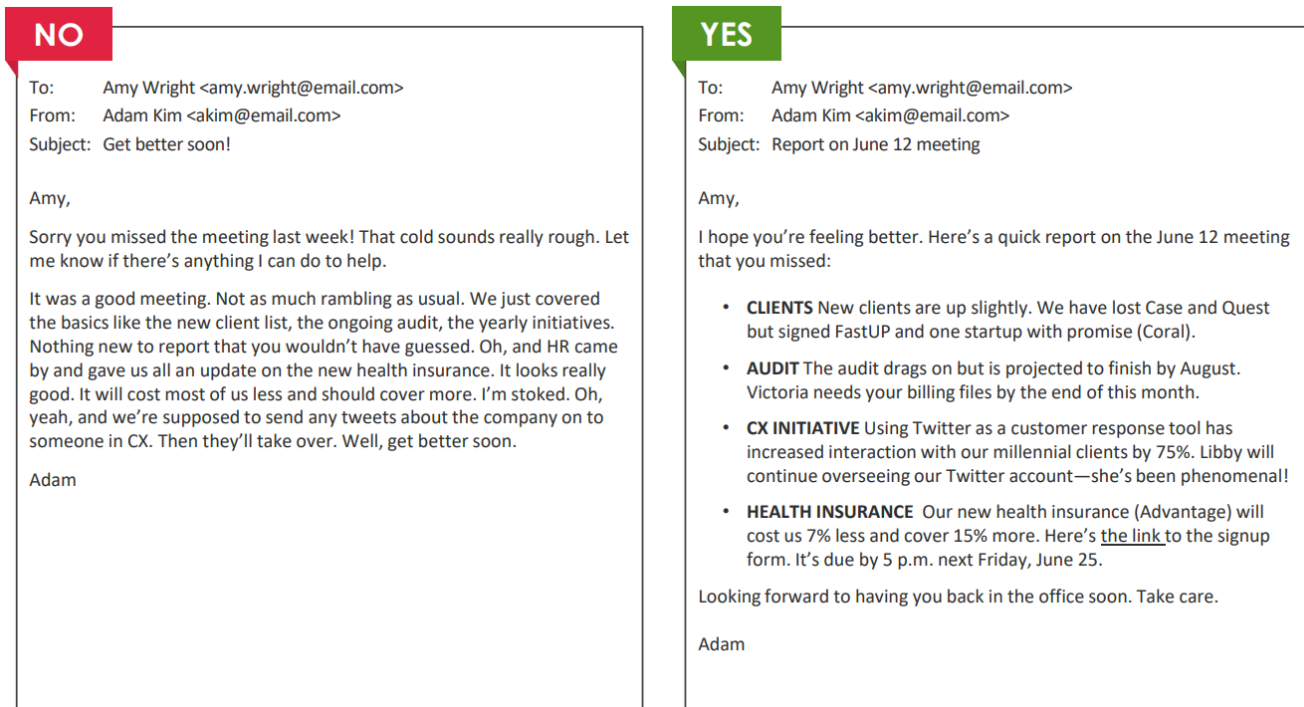 NO
To: Amy Wright <amy.wright@email.com>
From: Adam Kim <akim@email.com>
Subject: Get better soon!
Amy,
Sorry you missed the meeting last week! That cold sounds really rough. Let
me know if there’s anything I can do to help.
It was a good meeting. Not as much rambling as usual. We just covered
the basics like the new client list, the ongoing audit, the yearly initiatives.
Nothing new to report that you wouldn’t have guessed. Oh, and HR came
by and gave us all an update on the new health insurance. It looks really
good. It will cost most of us less and should cover more. I’m stoked. Oh,
yeah, and we’re supposed to send any tweets about the company on to
someone in CX. Then they’ll take over. Well, get better soon.
Adam
YES
To: Amy Wright <amy.wright@email.com>
From: Adam Kim <akim@email.com>
Subject: Report on June 12 meeting
Amy,
I hope you’re feeling better. Here’s a quick report on the June 12 meeting
that you missed:
• CLIENTS New clients are up slightly. We have lost Case and Quest
but signed FastUP and one startup with promise (Coral).
• AUDIT The audit drags on but is projected to finish by August.
Victoria needs your billing files by the end of this month.
• CX INITIATIVE Using Twitter as a customer response tool has
increased interaction with our millennial clients by 75%. Libby will
continue overseeing our Twitter account—she’s been phenomenal!
• HEALTH INSURANCE Our new health insurance (Advantage) will
cost us 7% less and cover 15% more. Here’s the link to the signup
form. It’s due by 5 p.m. next Friday, June 25.
Looking forward to having you back in the office soon. Take care.
Adam